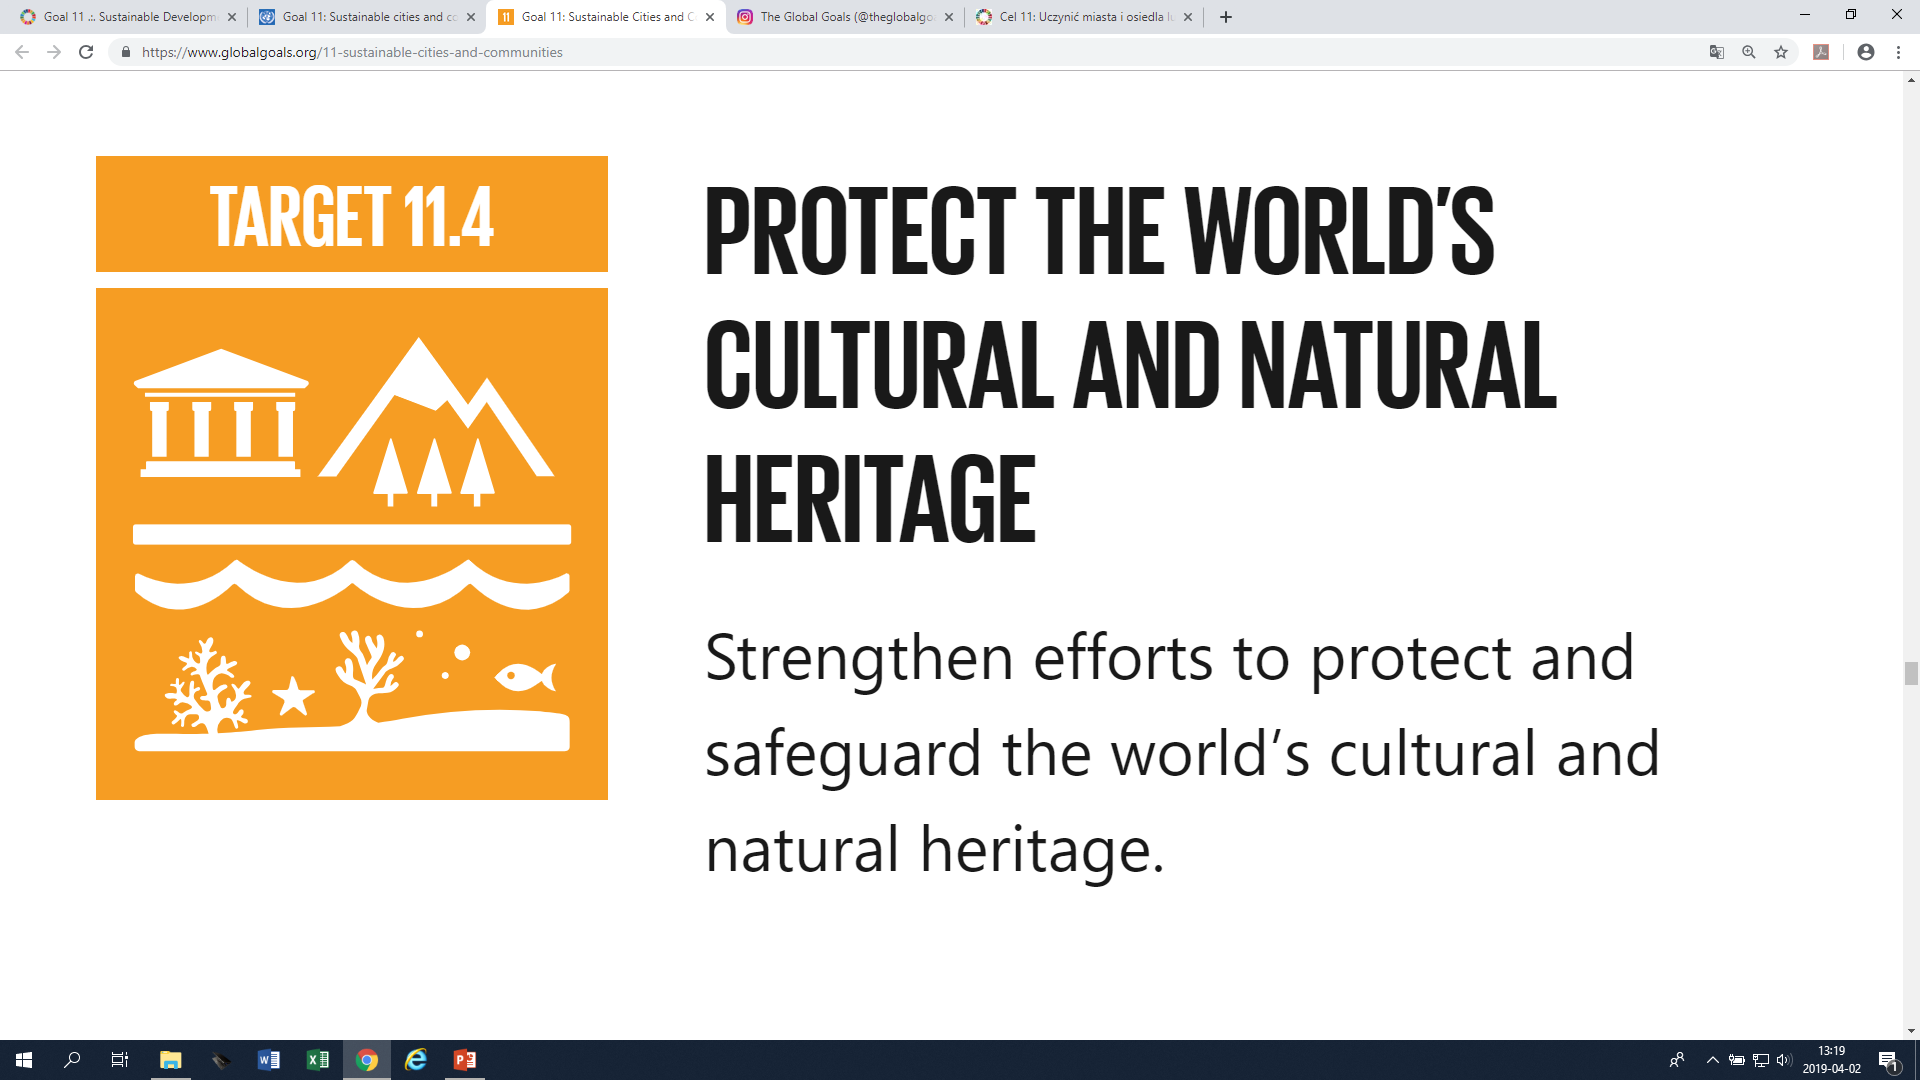 Goal 11 .:. Sustainable Developm
Goal 11: Sustainable cities and co
11
Goal 11: Sustainable Cities and C
The Global Goals (@theglobalgo
Cel 11: Uczynić miasta i osiedla lu
https://www.globalgoals.org/11-sustainable-cities-and-communities
TARGET 11.4
PROTECT THE WORLD'S
CULTURAL AND NATURAL
HERITAGE
Strengthen efforts to protect and
safeguard the world’s cultural and
natural heritage.
13:19
2019-04-02
1